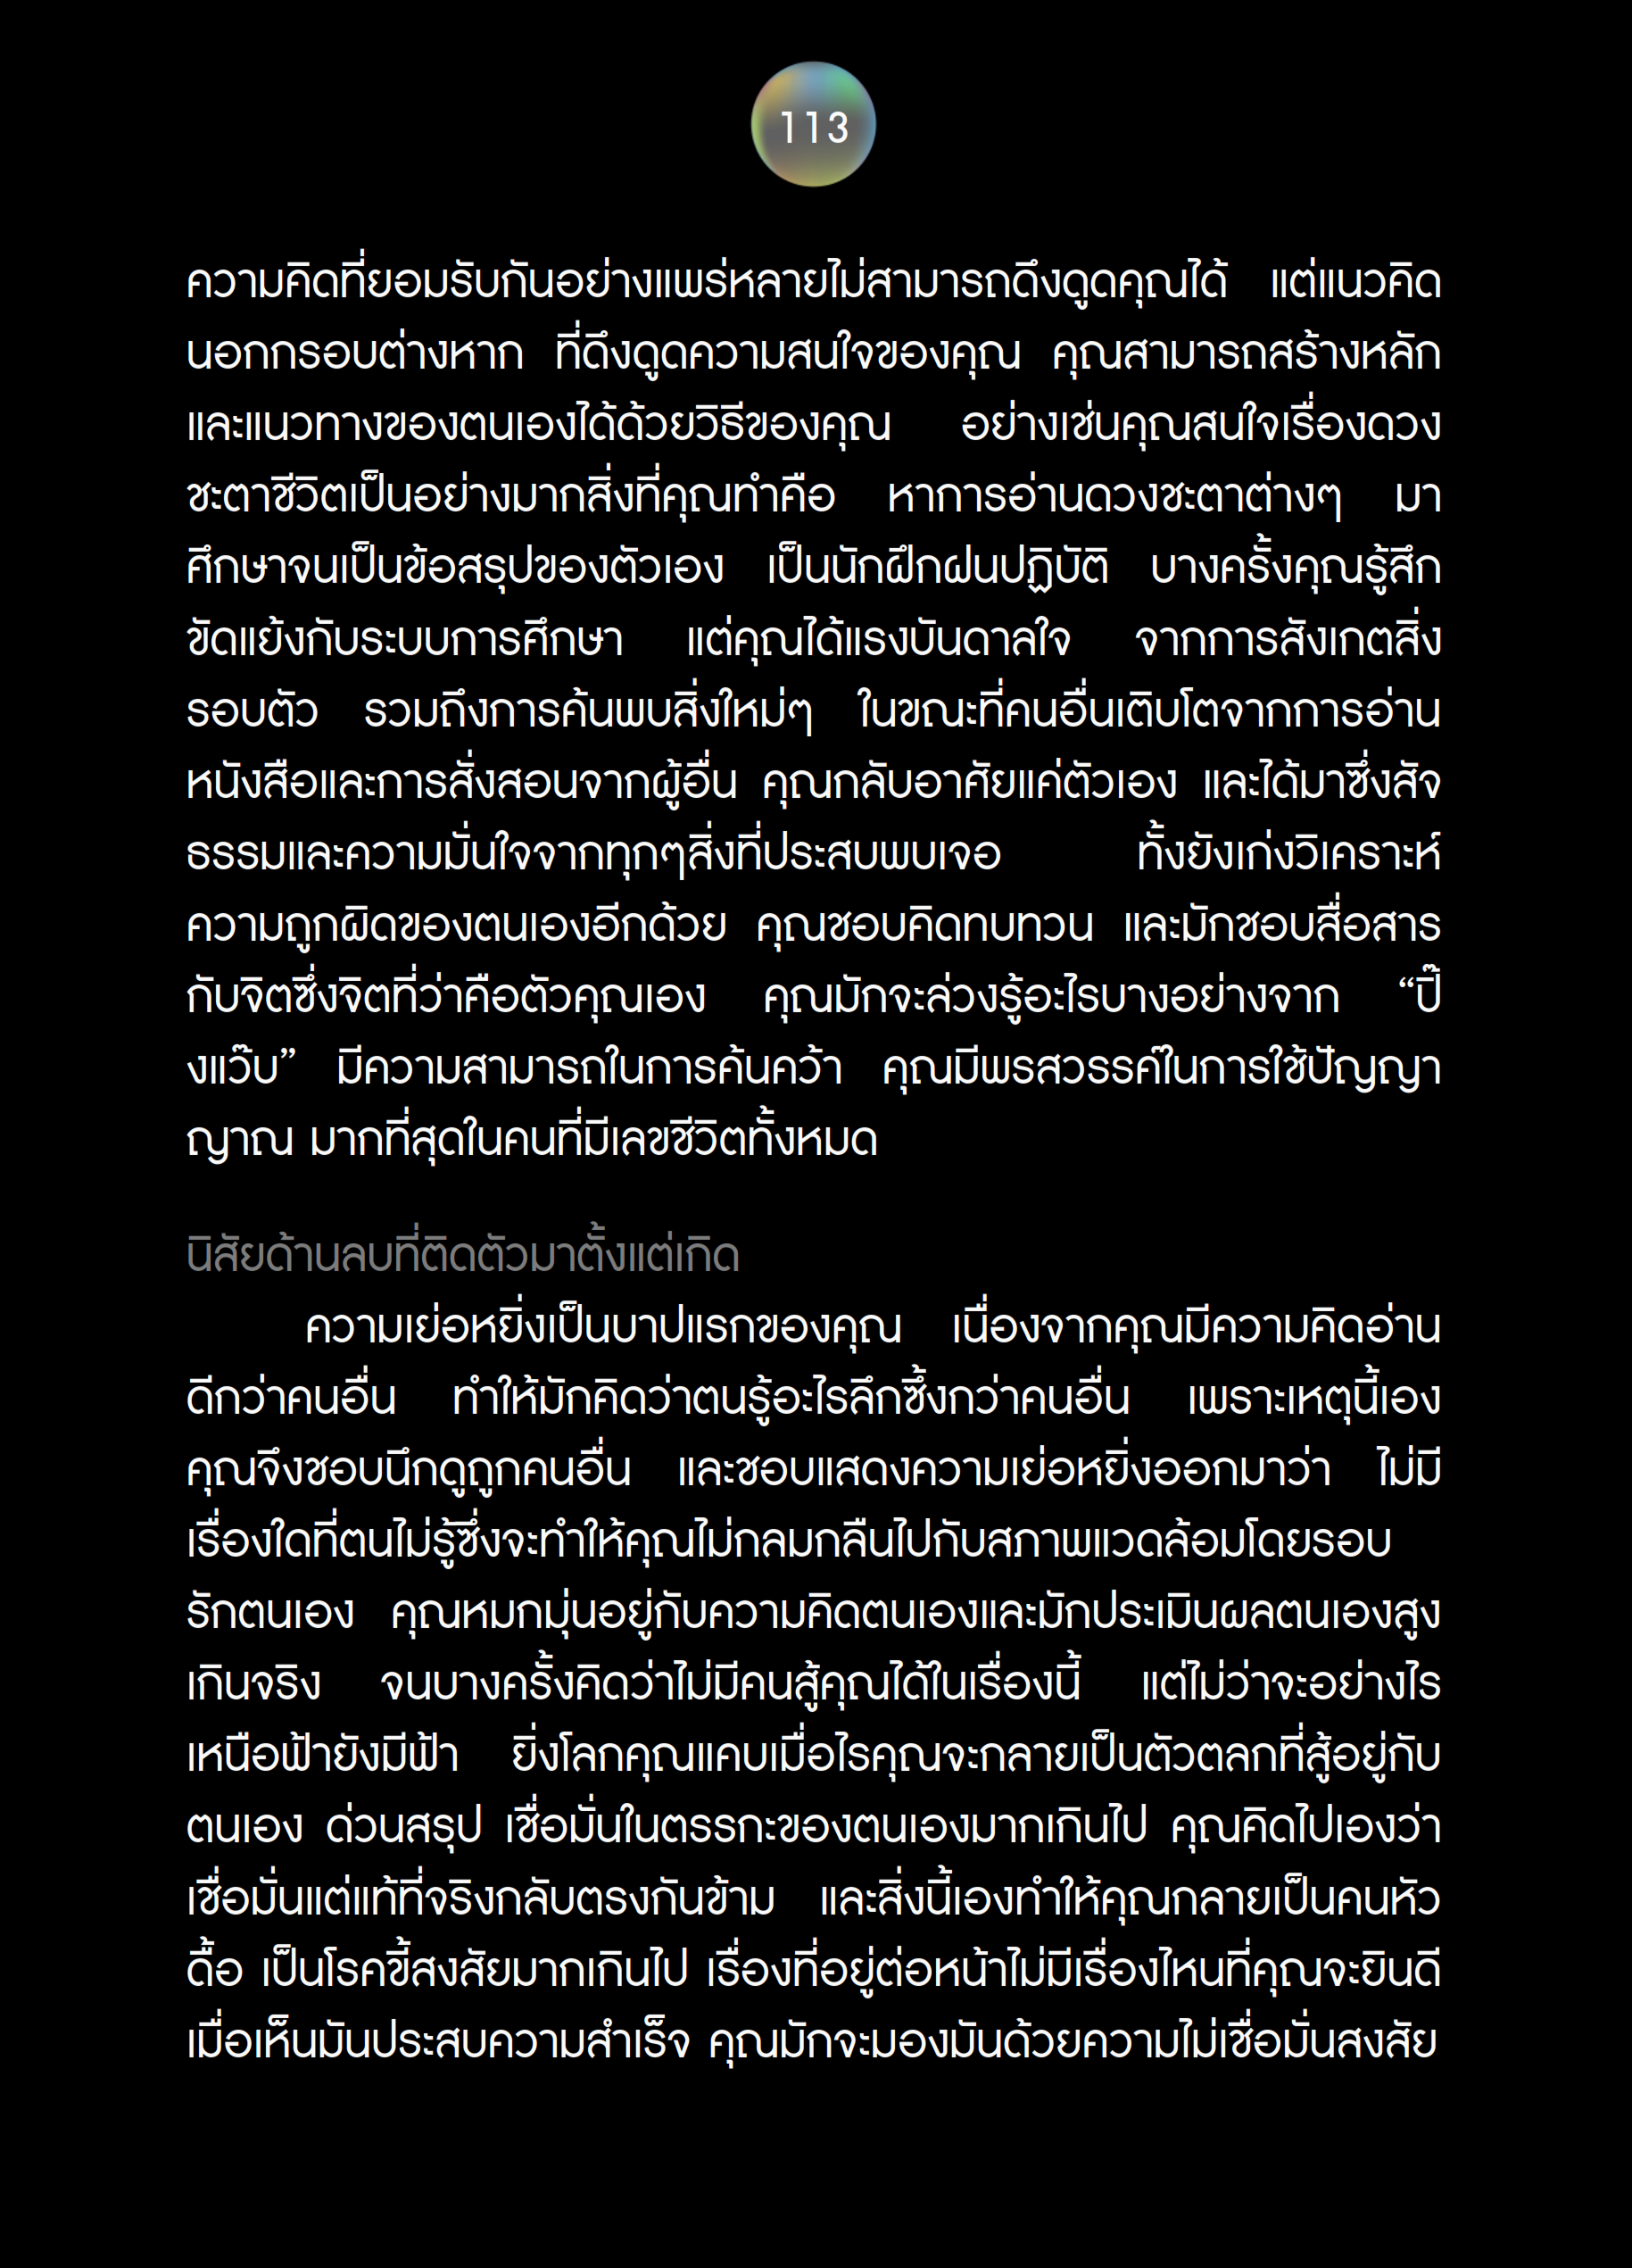 113
ความคิดที่ยอมรับกันอย่างแพร่หลายไม่สามารถดึงดูดคุณได้ แต่แนวคิด
นอกกรอบต่างหาก ที่ดึงดูดความสนใจของคุณ คุณสามารถสร้างหลัก
และแนวทางของตนเองได้ด้วยวิธีของคุณ อย่างเช่นคุณสนใจเรื่องดวง
ชะตาชีวิตเป็นอย่างมากสิ่งที่คุณทำคือ หาการอ่านดวงชะตาต่างๆ มา
ศึกษาจนเป็นข้อสรุปของตัวเอง เป็นนักฝึกฝนปฏิบัติ บางครั้งคุณรู้สึก
ขัดแย้งกับระบบการศึกษา แต่คุณได้แรงบันดาลใจ จากการสังเกตสิ่ง
รอบตัว รวมถึงการค้นพบสิ่งใหม่ๆ ในขณะที่คนอื่นเติบโตจากการอ่าน
หนังสือและการสั่งสอนจากผู้อื่น คุณกลับอาศัยแค่ตัวเอง และได้มาซึ่งสัจ
ธรรมและความมั่นใจจากทุกๆสิ่งที่ประสบพบเจอ ทั้งยังเก่งวิเคราะห์
ความถูกผิดของตนเองอีกด้วย คุณชอบคิดทบทวน และมักชอบสื่อสาร
กับจิตซึ่งจิตที่ว่าคือตัวคุณเอง คุณมักจะล่วงรู้อะไรบางอย่างจาก “ปิ๊
งแว๊บ” มีความสามารถในการค้นคว้า คุณมีพรสวรรค์ในการใช้ปัญญา
ญาณ มากที่สุดในคนที่มีเลขชีวิตทั้งหมด
นิสัยด้านลบที่ติดตัวมาตั้งแต่เกิด
ความเย่อหยิ่งเป็นบาปแรกของคุณ เนื่องจากคุณมีความคิดอ่าน
ดีกว่าคนอื่น ทำให้มักคิดว่าตนรู้อะไรลึกซึ้งกว่าคนอื่น เพราะเหตุนี้เอง
คุณจึงชอบนึกดูถูกคนอื่น และชอบแสดงความเย่อหยิ่งออกมาว่า ไม่มี
เรื่องใดที่ตนไม่รู้ซึ่งจะทำให้คุณไม่กลมกลืนไปกับสภาพแวดล้อมโดยรอบ
รักตนเอง คุณหมกมุ่นอยู่กับความคิดตนเองและมักประเมินผลตนเองสูง
เกินจริง จนบางครั้งคิดว่าไม่มีคนสู้คุณได้ในเรื่องนี้ แต่ไม่ว่าจะอย่างไร
เหนือฟ้ายังมีฟ้า ยิ่งโลกคุณแคบเมื่อไรคุณจะกลายเป็นตัวตลกที่สู้อยู่กับ
ตนเอง ด่วนสรุป เชื่อมั่นในตรรกะของตนเองมากเกินไป คุณคิดไปเองว่า
เชื่อมั่นแต่แท้ที่จริงกลับตรงกันข้าม และสิ่งนี้เองทำให้คุณกลายเป็นคนหัว
ดื้อ เป็นโรคขี้สงสัยมากเกินไป เรื่องที่อยู่ต่อหน้าไม่มีเรื่องไหนที่คุณจะยินดี
เมื่อเห็นมันประสบความสำเร็จ คุณมักจะมองมันด้วยความไม่เชื่อมั่นสงสัย